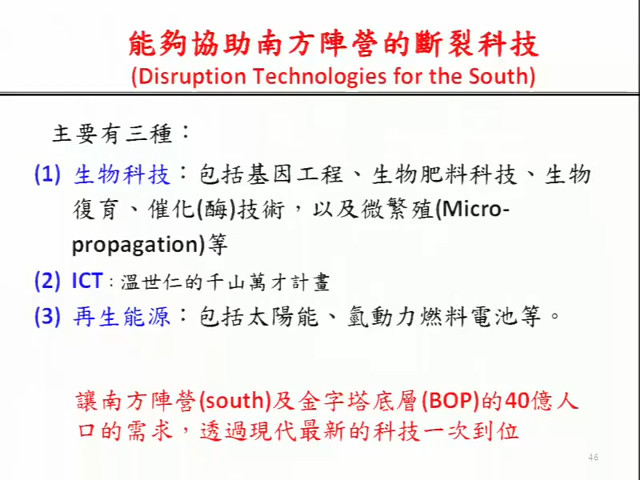 能夠協助南方陣營的斷裂科技
(Disruption Technologies for the South)
主要有三種：
(1) 生物科技：包括基因工程、生物肥料科技、生物
復育、催化(酶)技術，以及微繁殖(Micro-
propagation)等
(2) ICT：溫世仁的千山萬才計畫
(3) 再生能源：包括太陽能、氫動力燃料電池等。
讓南方陣營(south)及金字塔底層(BOP)的40億人
口的需求，透過現代最新的科技一次到位
46